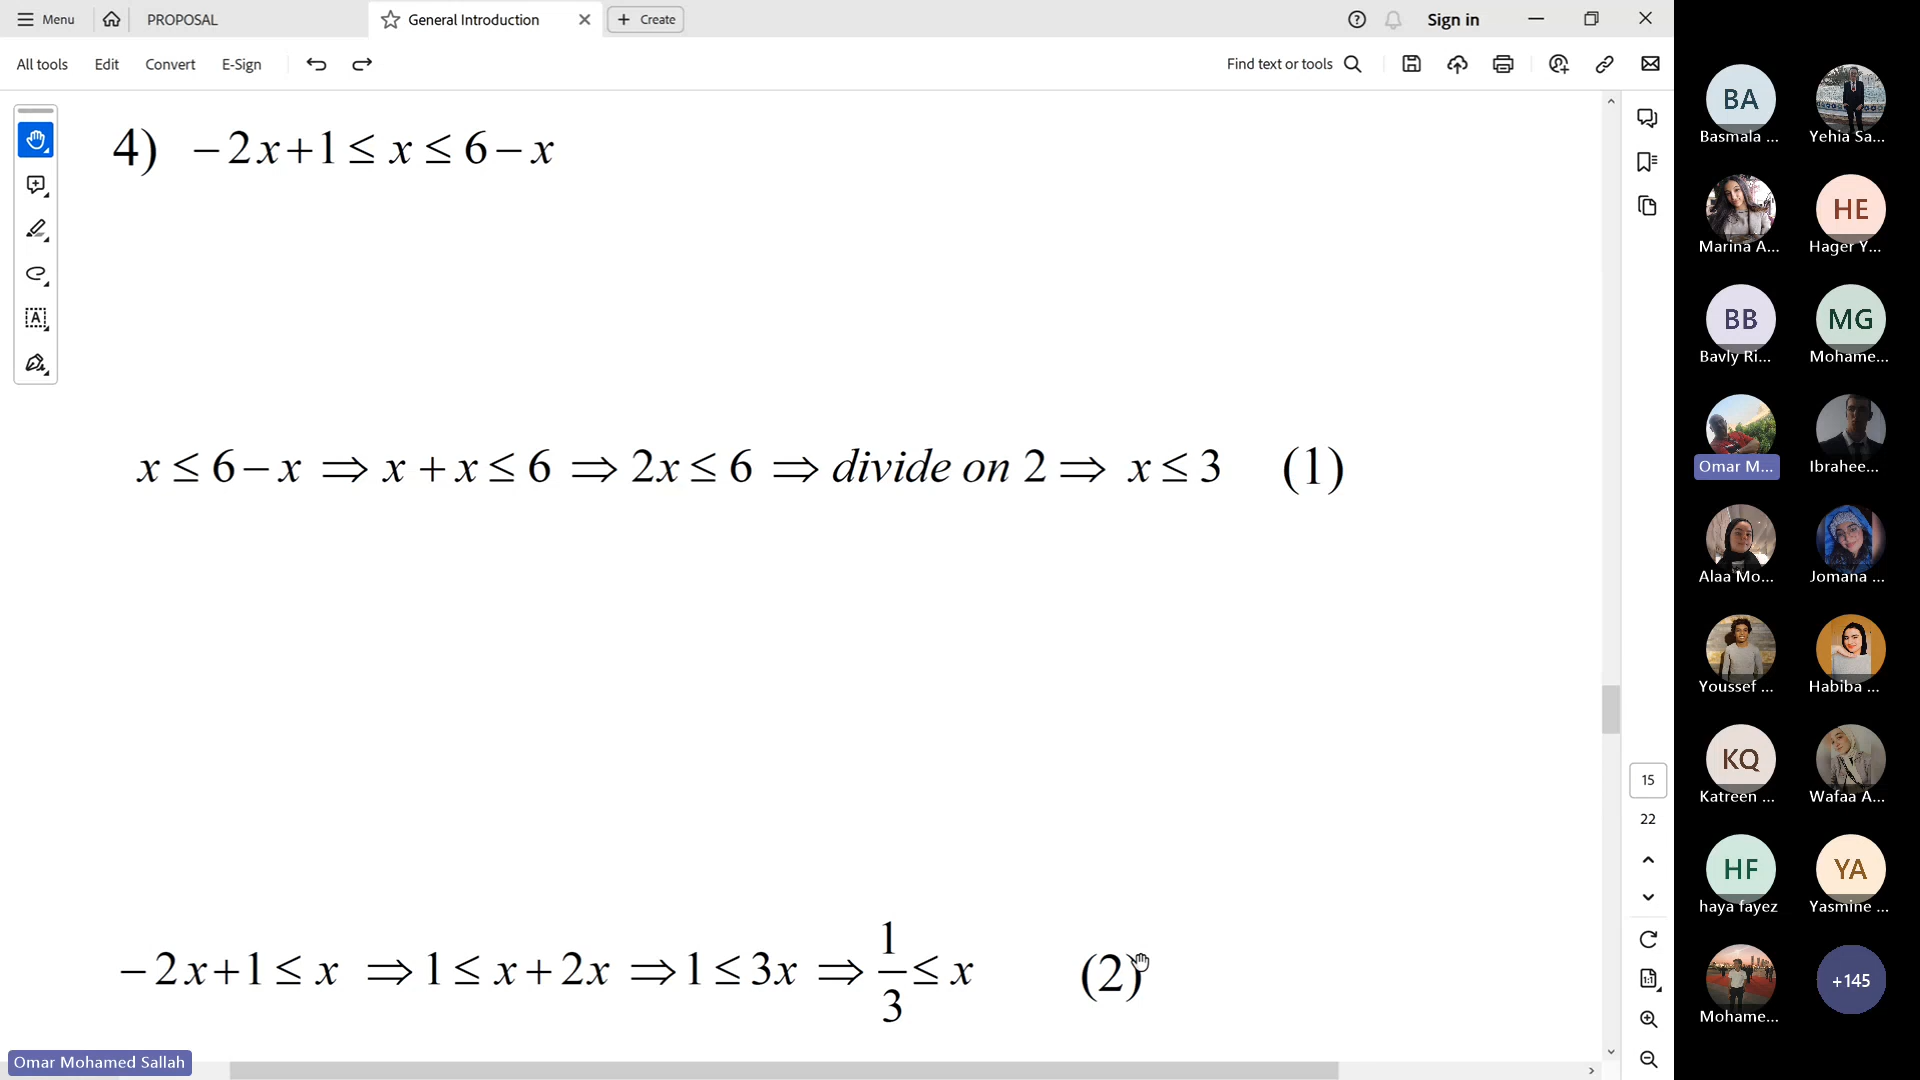 Menu PROPOSAL General Introduction Create Sign in
All tools Edit Convert E-Sign Find text or tools
4) −2x+1 ≤ x ≤ 6−x
x ≤ 6−x ⇒ x+x ≤ 6 ⇒ 2x ≤ 6 ⇒ divide on 2 ⇒ x ≤ 3 (1)
−2x+1 ≤ x ⇒ 1 ≤ x+2x ⇒ 1 ≤ 3x ⇒ 1/3 ≤ x (2)
15
22
1:1
Omar Mohamed Sallah
BA
Basmala ... Yehia Sa...
HE
Marina A... Hager Y...
BB MG
Bavly Ri... Mohame...
Omar M... Ibrahee...
Alaa Mo... Jomana ...
Youssef ... Habiba ...
KQ
Katreen ... Wafaa A...
HF YA
haya fayez Yasmine ...
+145
Mohame...